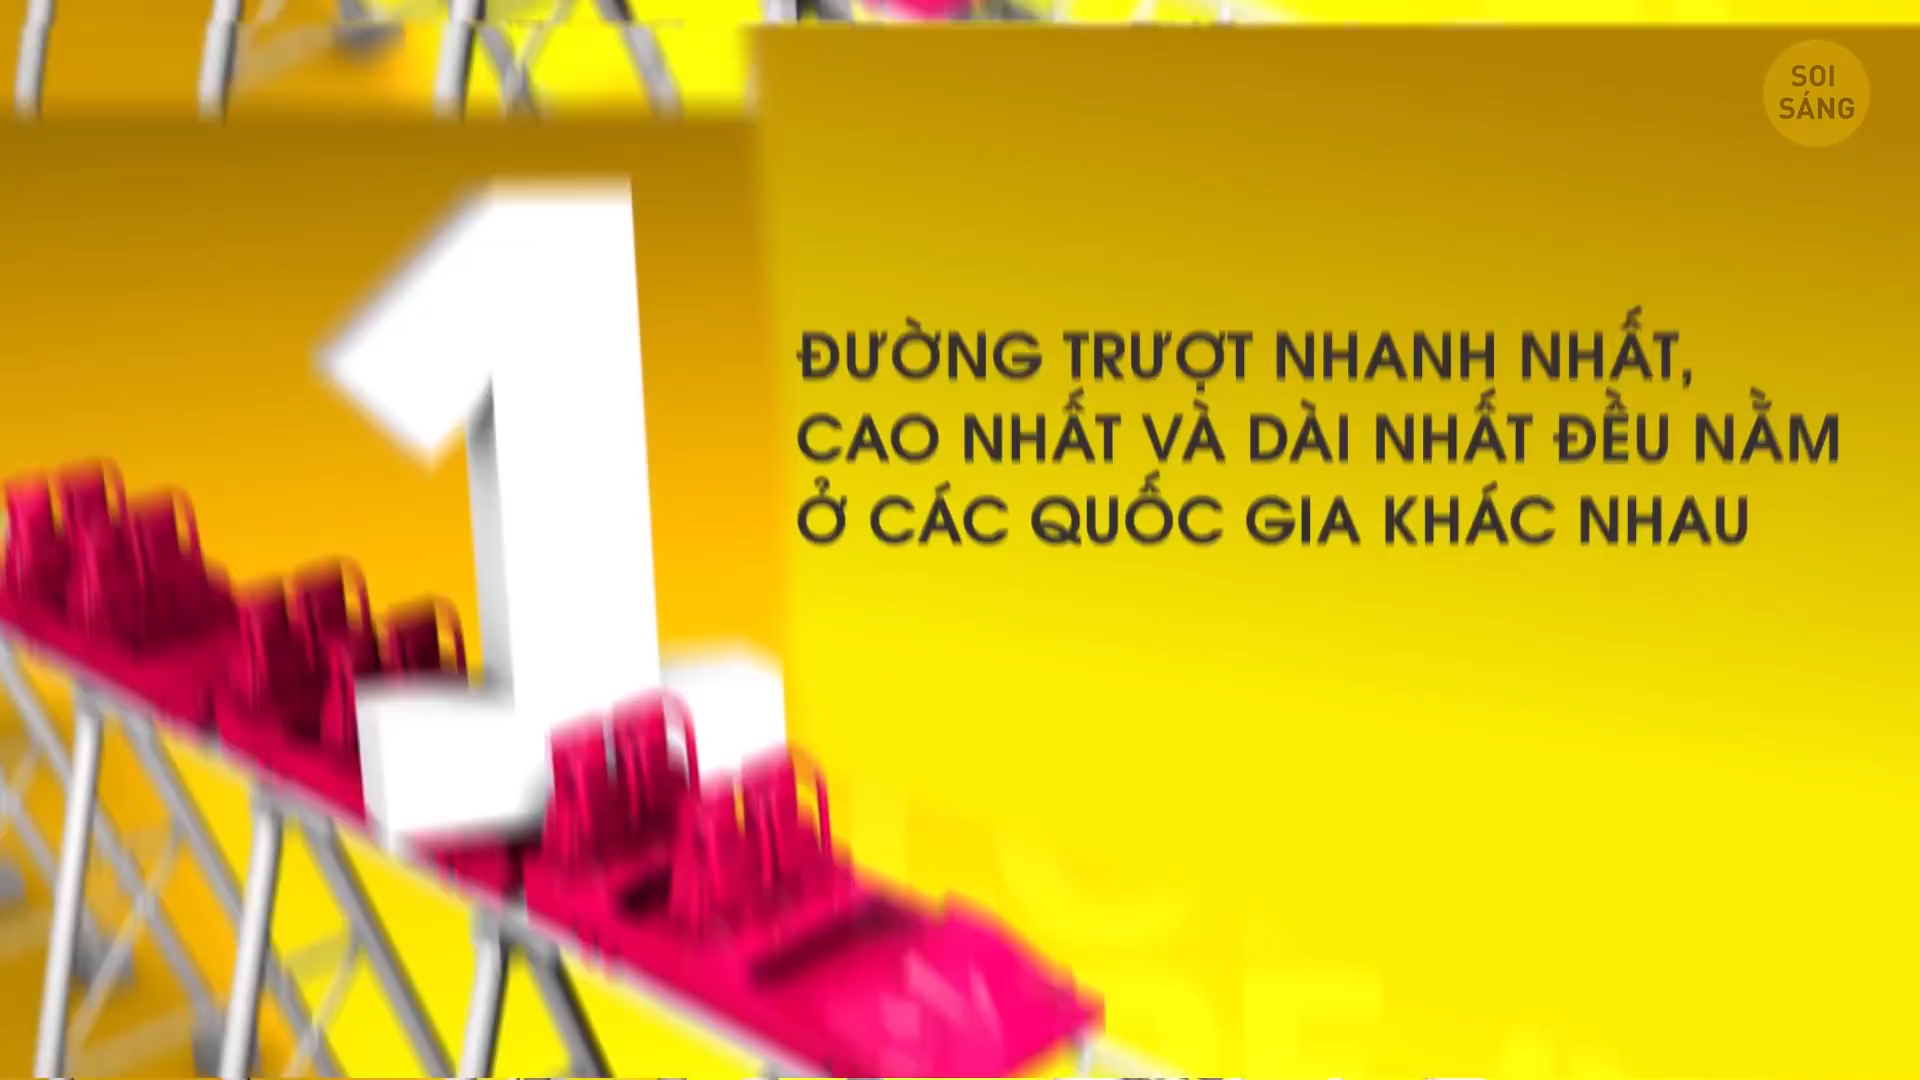 SOI
SÁNG
1.
ĐƯỜNG TRƯỢT NHANH NHẤT,
CAO NHẤT VÀ DÀI NHẤT ĐỀU NẰM
Ở CÁC QUỐC GIA KHÁC NHAU